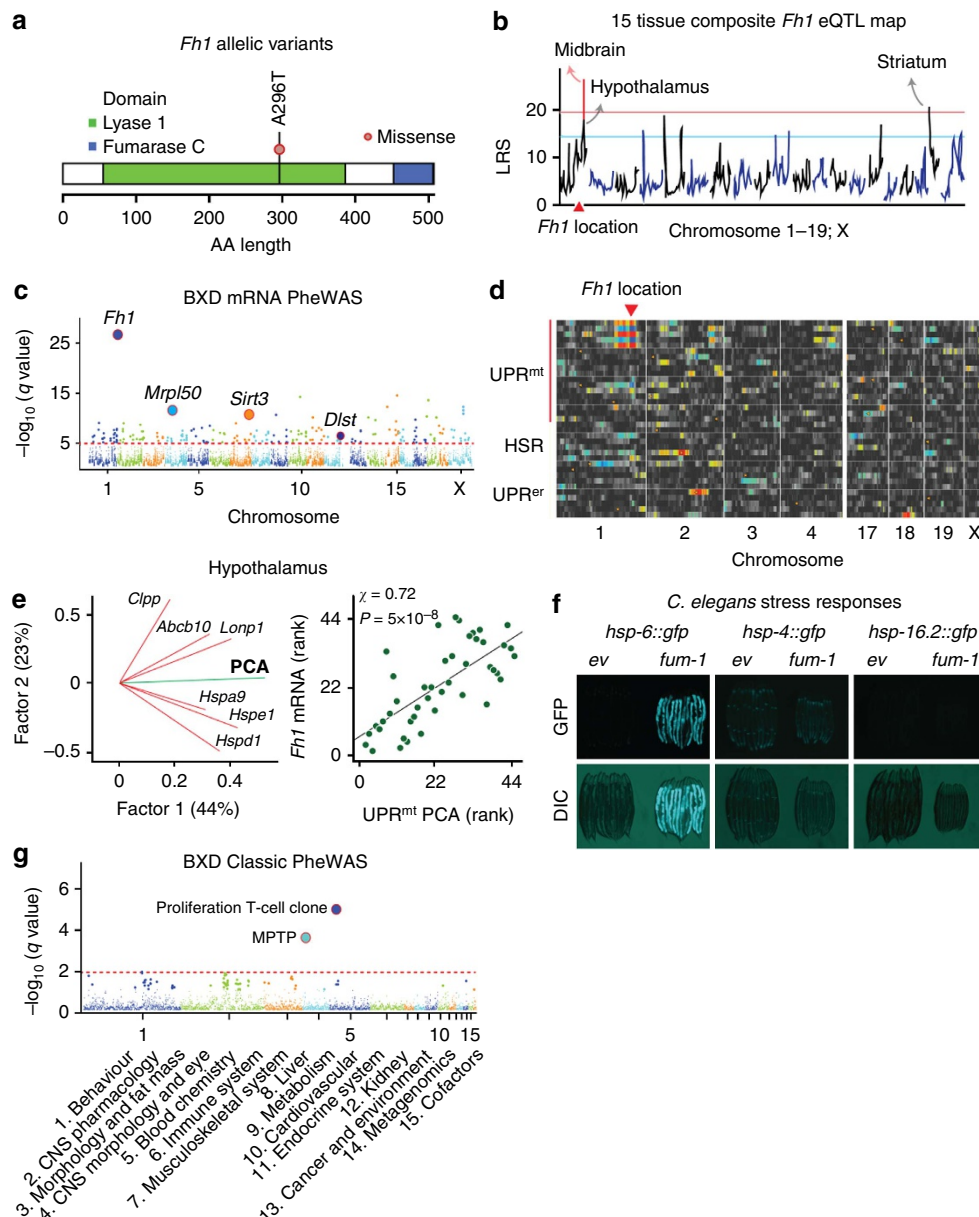 a
Fh1 allelic variants
Domain
Lyase 1
Fumarase C
A296T
Missense
0 100 200 300 400 500
AA length
b
15 tissue composite Fh1 eQTL map
Midbrain
Hypothalamus
Striatum
20
10
0
LRS
Fh1 location
Chromosome 1–19; X
c
BXD mRNA PheWAS
Fh1
Mrpl50
Sirt3
Dlst
25
15
5
–log10 (q value)
1 5 10 15 X
Chromosome
d
Fh1 location
UPRmt
HSR
UPRer
1 2 3 4 17 18 19 X
Chromosome
Hypothalamus
e
Clpp
Abcb10
Lonp1
PCA
Hspa9
Hspe1
Hspd1
0.5
0
–0.5
Factor 2 (23%)
0 0.2 0.4
Factor 1 (44%)
χ = 0.72
P = 5×10–8
44
22
0
Fh1 mRNA (rank)
0 22 44
UPRmt PCA (rank)
f
C. elegans stress responses
hsp-6::gfp hsp-4::gfp hsp-16.2::gfp
ev fum-1 ev fum-1 ev fum-1
GFP
DIC
g
BXD Classic PheWAS
Proliferation T-cell clone
MPTP
6
4
2
0
–log10 (q value)
1 5 10 15
1. Behaviour
2. CNS pharmacology
3. Morphology and fat mass
4. CNS morphology and eye
5. Blood chemistry
6. Immune system
7. Musculoskeletal system
8. Liver
9. Metabolism
10. Cardiovascular
11. Endocrine system
12. Kidney
13. Cancer and environment
14. Metagenomics
15. Cofactors